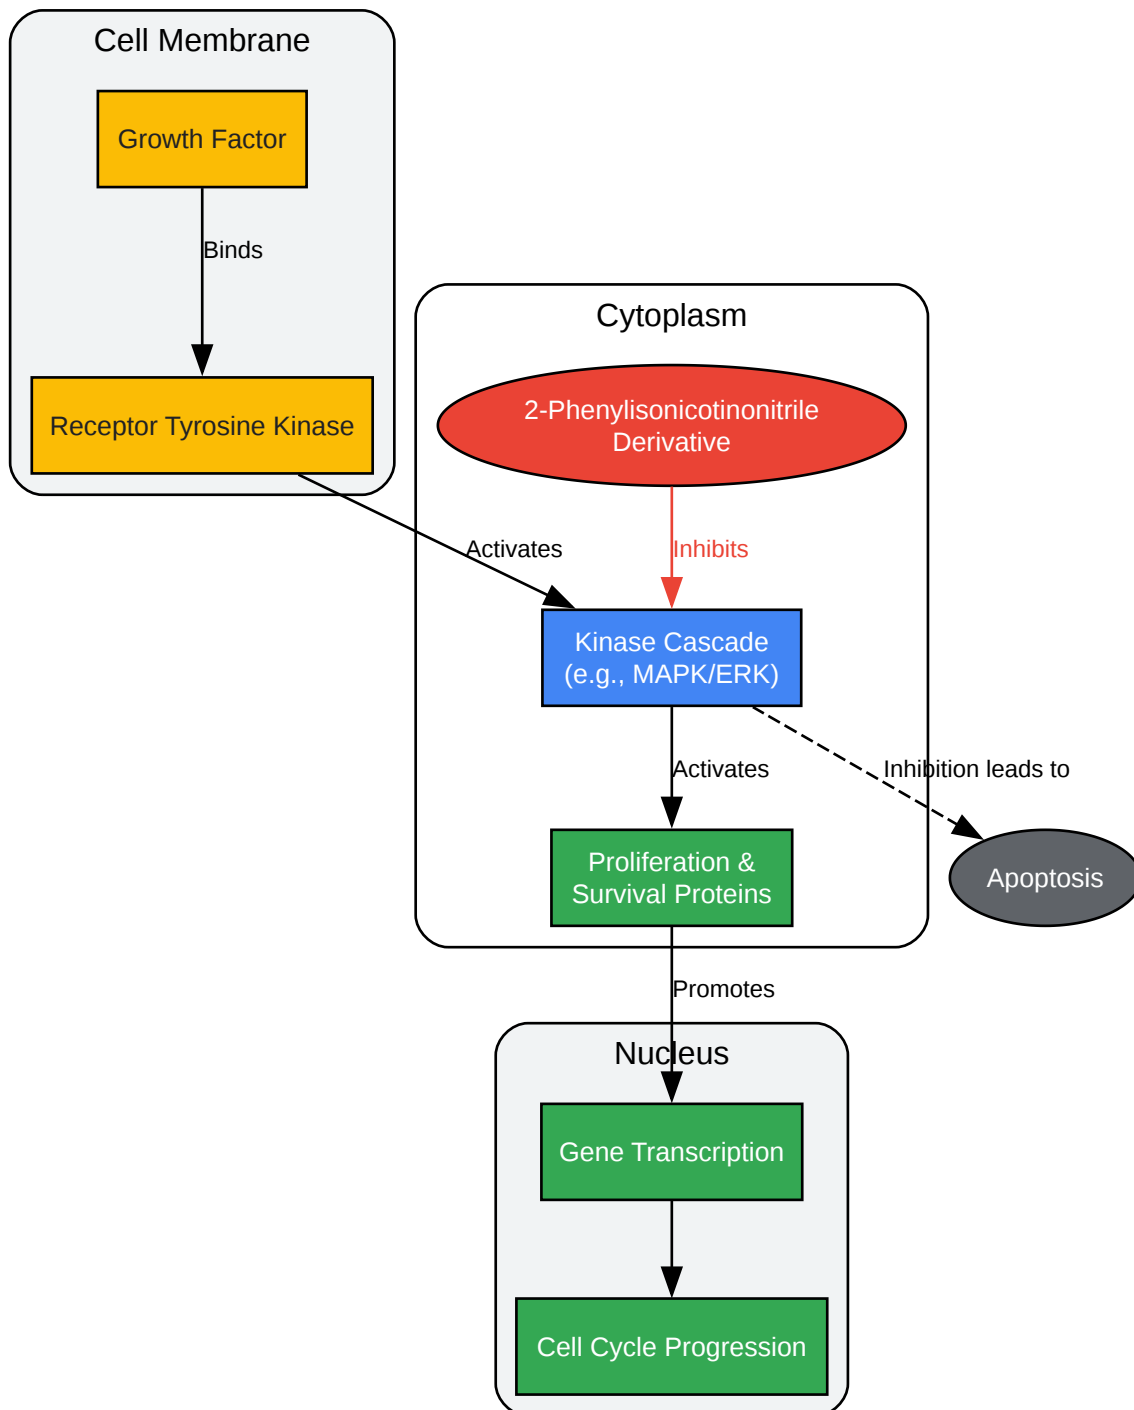 Cell Membrane
Growth Factor
Binds
Receptor Tyrosine Kinase
Cytoplasm
2-Phenylisonicotinonitrile
Derivative
Activates
Inhibits
Kinase Cascade
(e.g., MAPK/ERK)
Activates
Inhibition leads to
Proliferation &
Survival Proteins
Apoptosis
Promotes
Nucleus
Gene Transcription
Cell Cycle Progression